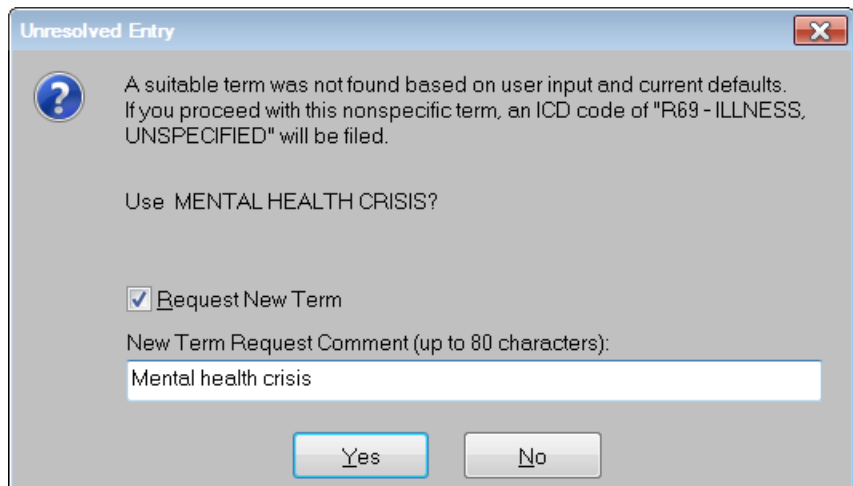 Unresolved Entry
A suitable term was not found based on user input and current defaults.
If you proceed with this nonspecific term, an ICD code of "R69 - ILLNESS,
UNSPECIFIED" will be filed.
Use MENTAL HEALTH CRISIS?
Request New Term
New Term Request Comment (up to 80 characters):
Mental health crisis
Yes
No